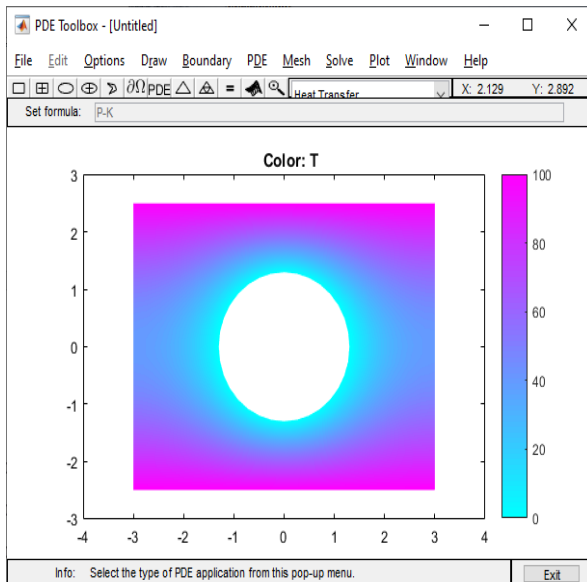 PDE Toolbox - [Untitled]
File Edit Options Draw Boundary PDE Mesh Solve Plot Window Help
∂Ω PDE = Heat Transfer X: 2.129 Y: 2.892
Set formula: P-K
Color: T
3
2
1
0
-1
-2
-3
-4 -3 -2 -1 0 1 2 3 4
100
80
60
40
20
0
Info: Select the type of PDE application from this pop-up menu. Exit